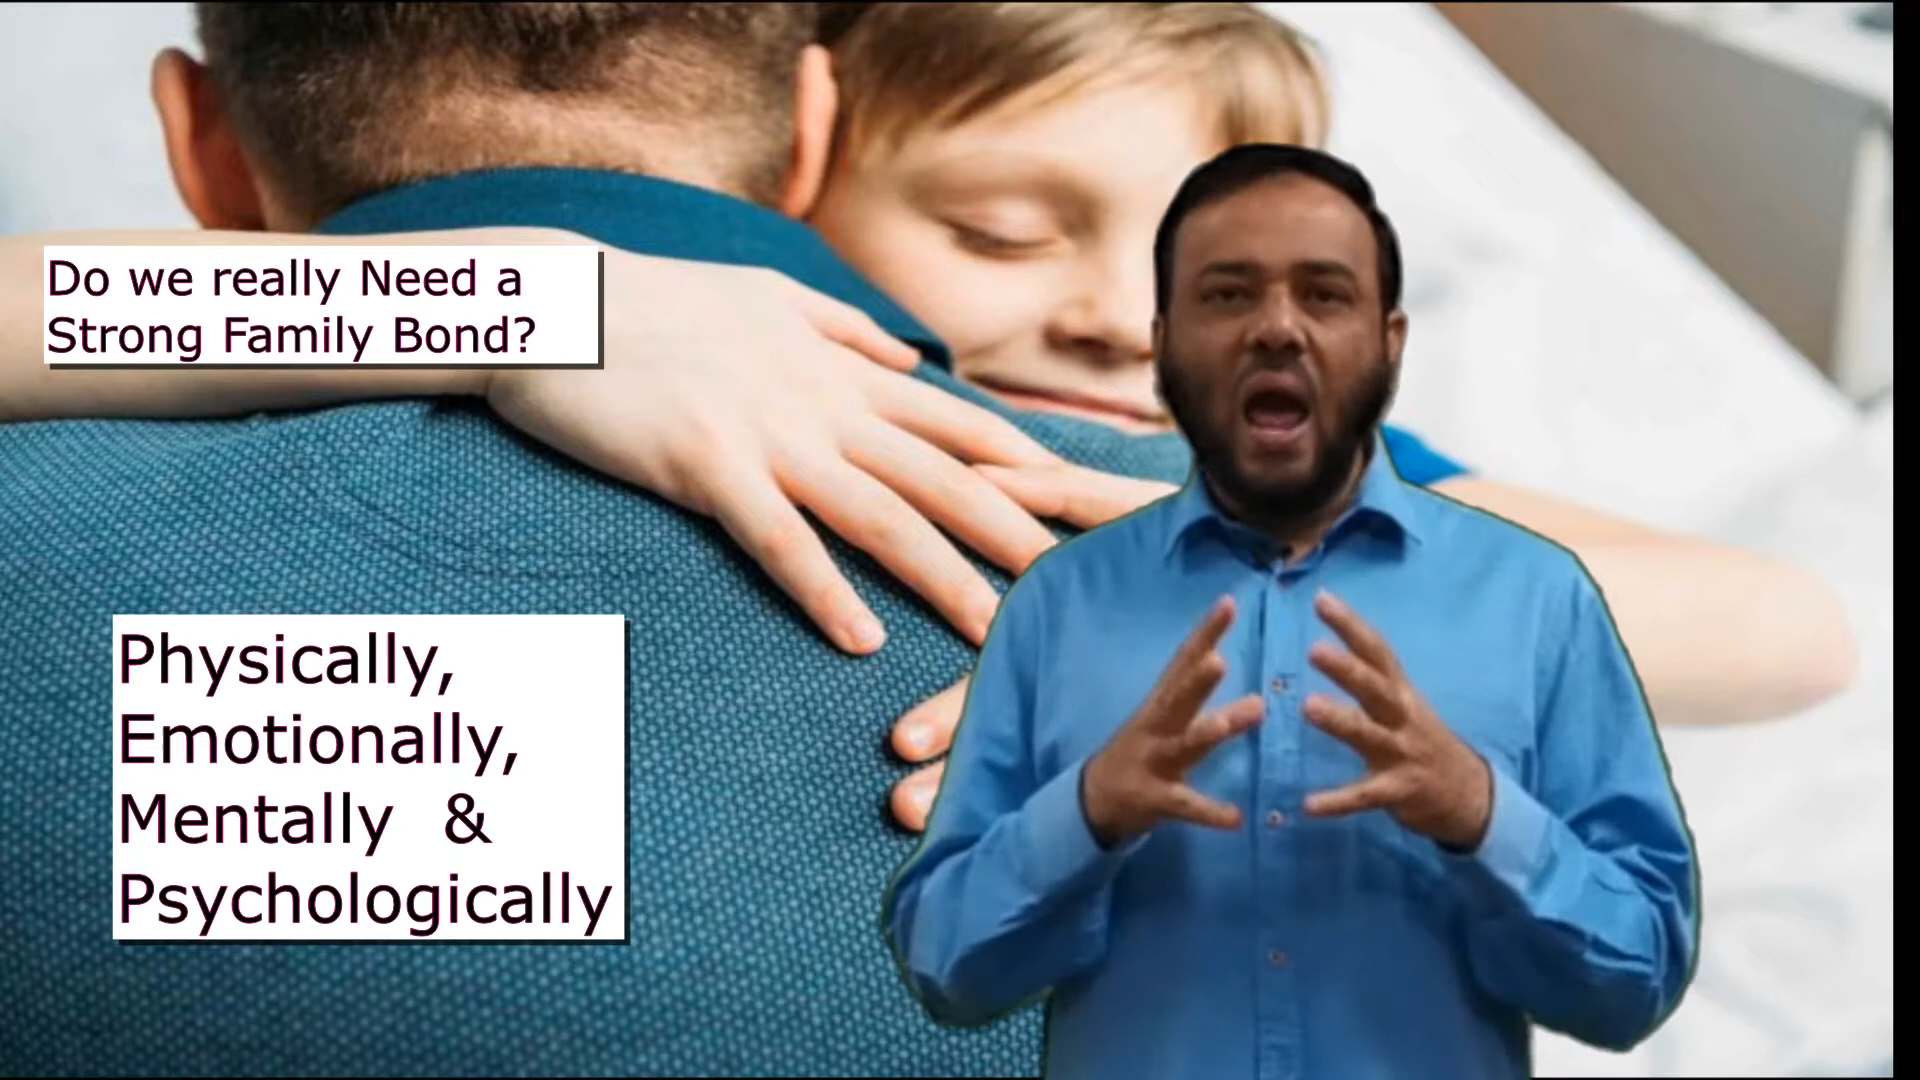 Do we really Need a
Strong Family Bond?
Physically,
Emotionally,
Mentally &
Psychologically